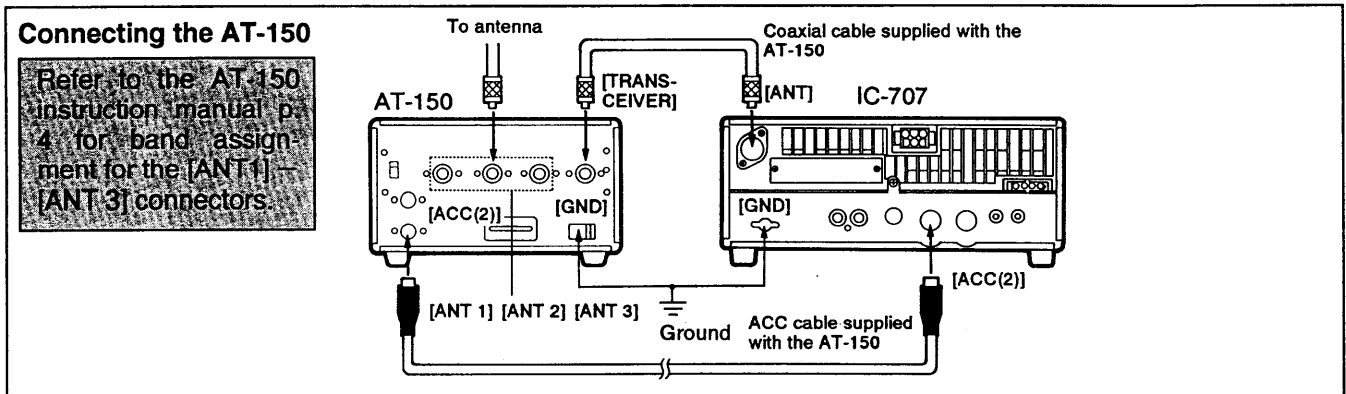 Connecting the AT-150
Refer to the AT-150
instruction manual p.
4 for band assign-
ment for the [ANT1] –
[ANT 3] connectors.
To antenna
Coaxial cable supplied with the
AT-150
[TRANS-
CEIVER]
[ANT]
AT-150
IC-707
[ACC(2)]
[GND]
[GND]
[ANT 1] [ANT 2] [ANT 3]
Ground
ACC cable supplied
with the AT-150
[ACC(2)]